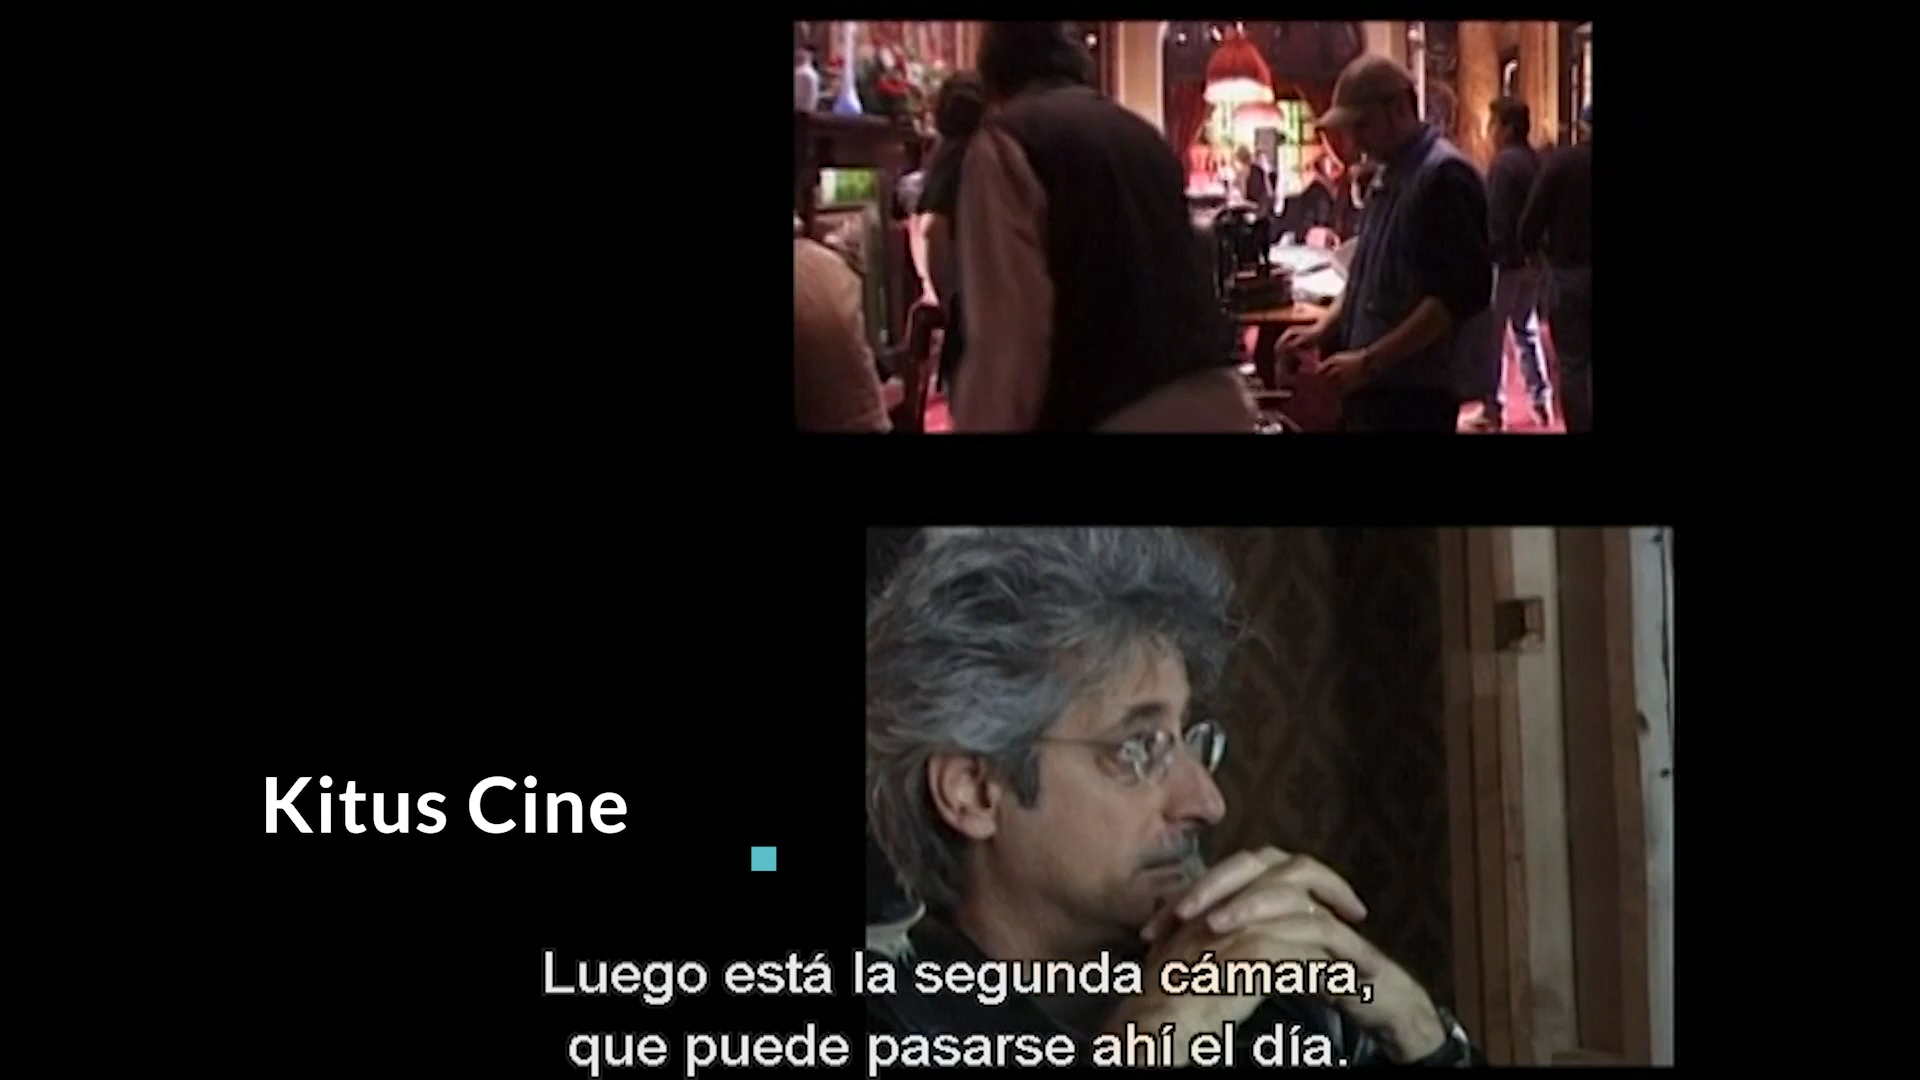 Kitus Cine
Luego está la segunda cámara,
que puede pasarse ahí el día.